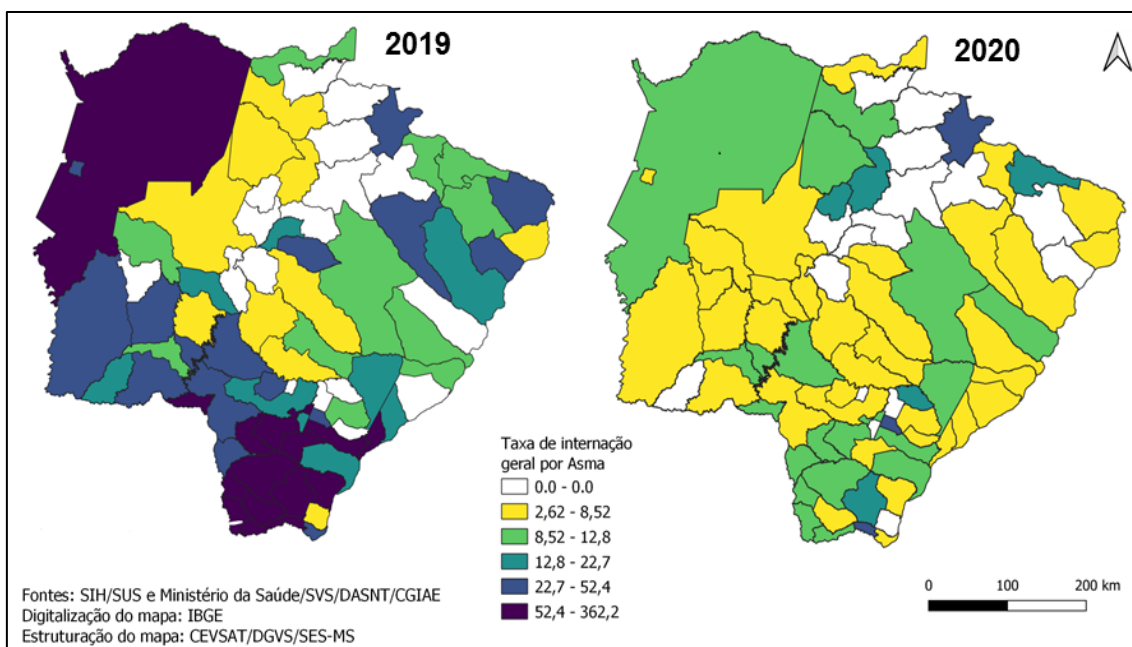 2019
2020
Taxa de internação
geral por Asma
0.0 - 0.0
2,62 - 8,52
8,52 - 12,8
12,8 - 22,7
22,7 - 52,4
52,4 - 362,2
0 100 200 km
Fontes: SIH/SUS e Ministério da Saúde/SVS/DASNT/CGIAE
Digitalização do mapa: IBGE
Estruturação do mapa: CEVSAT/DGVS/SES-MS